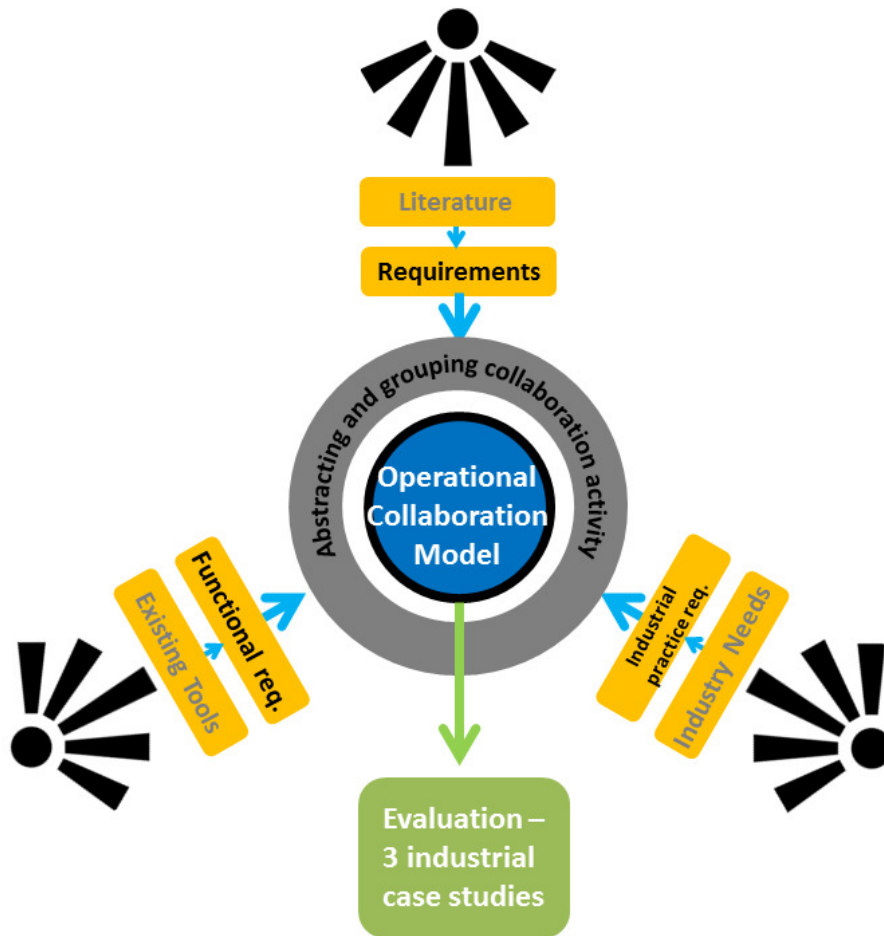 Literature
Requirements
Abstracting and grouping collaboration activity
Operational
Collaboration
Model
Existing Tools
Functional req.
Industrial
practice req.
Industry Needs
Evaluation –
3 industrial
case studies